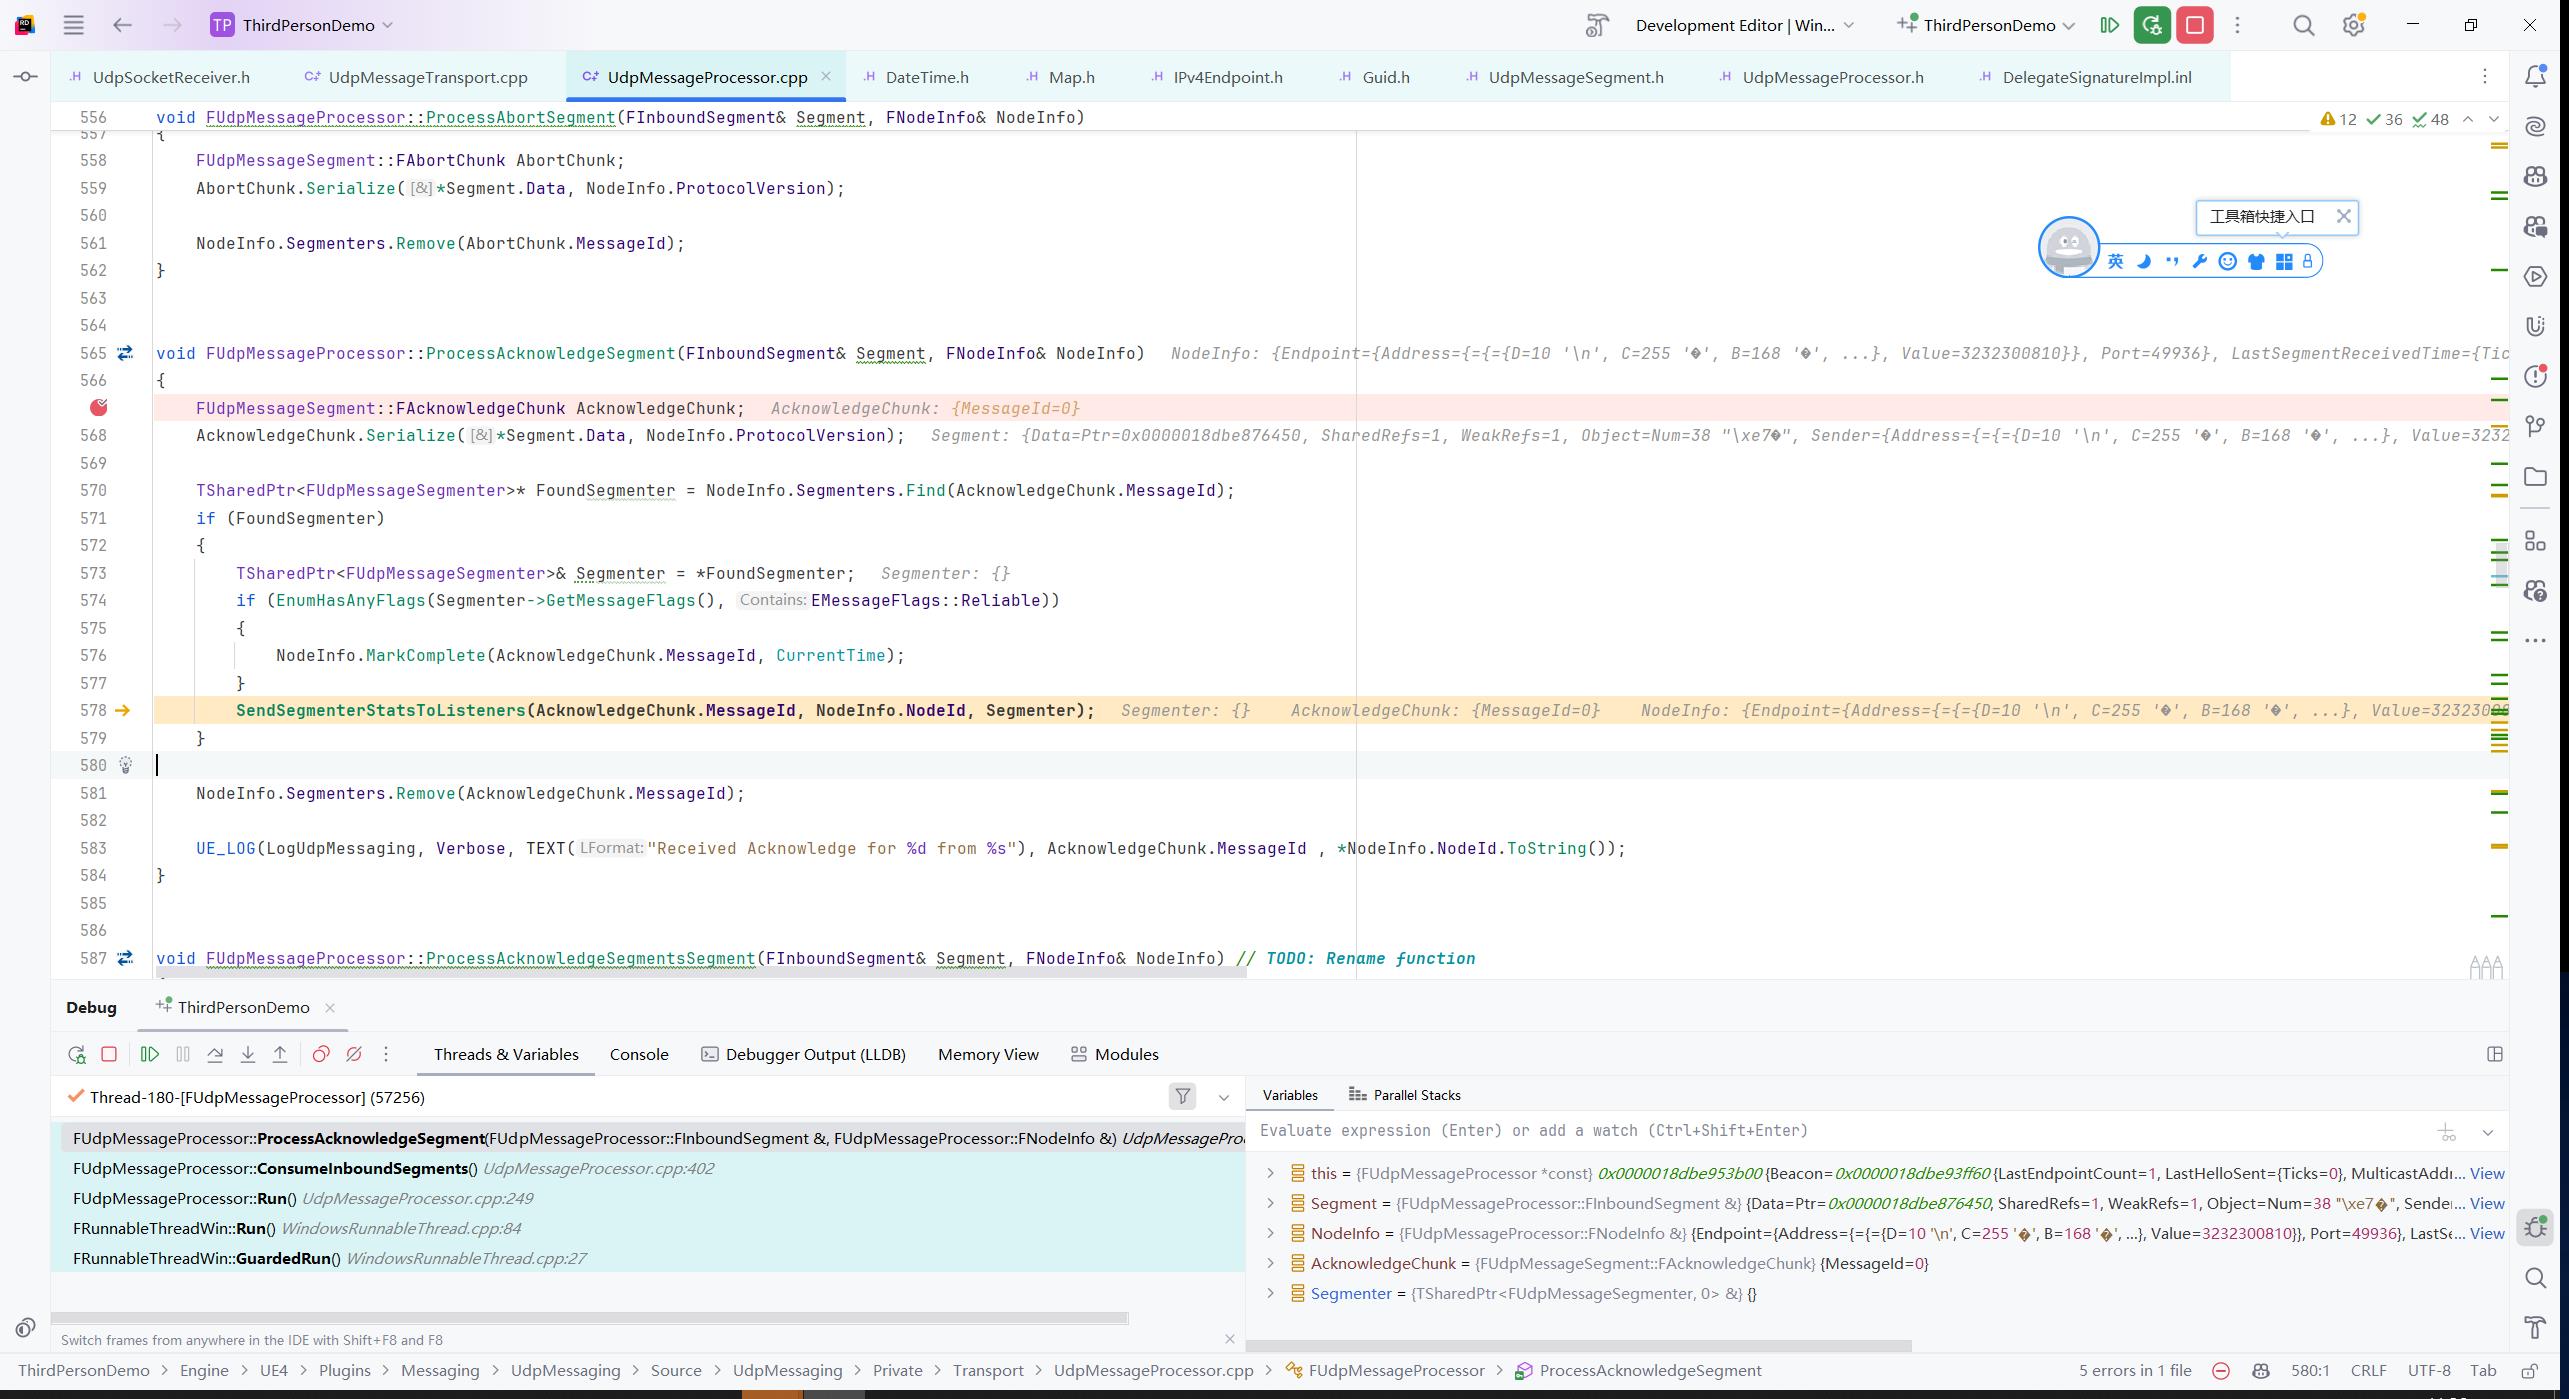 TP ThirdPersonDemo Development Editor | Win... ThirdPersonDemo
.H UdpSocketReceiver.h C+ UdpMessageTransport.cpp C+ UdpMessageProcessor.cpp .H DateTime.h .H Map.h .H IPv4Endpoint.h .H Guid.h .H UdpMessageSegment.h .H UdpMessageProcessor.h .H DelegateSignatureImpl.inl
556 void FUdpMessageProcessor::ProcessAbortSegment(FInboundSegment& Segment, FNodeInfo& NodeInfo) 12 36 48
557 {
558 FUdpMessageSegment::FAbortChunk AbortChunk;
559 AbortChunk.Serialize([&]*Segment.Data, NodeInfo.ProtocolVersion);
560
561 NodeInfo.Segmenters.Remove(AbortChunk.MessageId);
562 }
563
564
工具箱快捷入口
英
565 void FUdpMessageProcessor::ProcessAcknowledgeSegment(FInboundSegment& Segment, FNodeInfo& NodeInfo) NodeInfo: {Endpoint={Address={={={D=10 '\n', C=255 '�', B=168 '�', ...}, Value=3232300810}}, Port=49936}, LastSegmentReceivedTime={Tic
566 {
FUdpMessageSegment::FAcknowledgeChunk AcknowledgeChunk; AcknowledgeChunk: {MessageId=0}
568 AcknowledgeChunk.Serialize([&]*Segment.Data, NodeInfo.ProtocolVersion); Segment: {Data=Ptr=0x0000018dbe876450, SharedRefs=1, WeakRefs=1, Object=Num=38 "\xe7�", Sender={Address={={={D=10 '\n', C=255 '�', B=168 '�', ...}, Value=3232
569
570 TSharedPtr<FUdpMessageSegmenter>* FoundSegmenter = NodeInfo.Segmenters.Find(AcknowledgeChunk.MessageId);
571 if (FoundSegmenter)
572 {
573 TSharedPtr<FUdpMessageSegmenter>& Segmenter = *FoundSegmenter; Segmenter: {}
574 if (EnumHasAnyFlags(Segmenter->GetMessageFlags(), Contains: EMessageFlags::Reliable))
575 {
576 NodeInfo.MarkComplete(AcknowledgeChunk.MessageId, CurrentTime);
577 }
578 SendSegmenterStatsToListeners(AcknowledgeChunk.MessageId, NodeInfo.NodeId, Segmenter); Segmenter: {} AcknowledgeChunk: {MessageId=0} NodeInfo: {Endpoint={Address={={={D=10 '\n', C=255 '�', B=168 '�', ...}, Value=3232300
579 }
580
581 NodeInfo.Segmenters.Remove(AcknowledgeChunk.MessageId);
582
583 UE_LOG(LogUdpMessaging, Verbose, TEXT(LFormat: "Received Acknowledge for %d from %s"), AcknowledgeChunk.MessageId , *NodeInfo.NodeId.ToString());
584 }
585
586
587 void FUdpMessageProcessor::ProcessAcknowledgeSegmentsSegment(FInboundSegment& Segment, FNodeInfo& NodeInfo) // TODO: Rename function
Debug ThirdPersonDemo
Threads & Variables Console Debugger Output (LLDB) Memory View Modules
Thread-180-[FUdpMessageProcessor] (57256)
FUdpMessageProcessor::ProcessAcknowledgeSegment(FUdpMessageProcessor::FInboundSegment &, FUdpMessageProcessor::FNodeInfo &) UdpMessagePro
FUdpMessageProcessor::ConsumeInboundSegments() UdpMessageProcessor.cpp:402
FUdpMessageProcessor::Run() UdpMessageProcessor.cpp:249
FRunnableThreadWin::Run() WindowsRunnableThread.cpp:84
FRunnableThreadWin::GuardedRun() WindowsRunnableThread.cpp:27
Switch frames from anywhere in the IDE with Shift+F8 and F8
Variables Parallel Stacks
Evaluate expression (Enter) or add a watch (Ctrl+Shift+Enter)
this = {FUdpMessageProcessor *const} 0x0000018dbe953b00 {Beacon=0x0000018dbe93ff60 {LastEndpointCount=1, LastHelloSent={Ticks=0}, MulticastAddr... View
Segment = {FUdpMessageProcessor::FInboundSegment &} {Data=Ptr=0x0000018dbe876450, SharedRefs=1, WeakRefs=1, Object=Num=38 "\xe7�", Sender... View
NodeInfo = {FUdpMessageProcessor::FNodeInfo &} {Endpoint={Address={={={D=10 '\n', C=255 '�', B=168 '�', ...}, Value=3232300810}}, Port=49936}, LastSe... View
AcknowledgeChunk = {FUdpMessageSegment::FAcknowledgeChunk} {MessageId=0}
Segmenter = {TSharedPtr<FUdpMessageSegmenter, 0> &} {}
ThirdPersonDemo > Engine > UE4 > Plugins > Messaging > UdpMessaging > Source > UdpMessaging > Private > Transport > UdpMessageProcessor.cpp > FUdpMessageProcessor > ProcessAcknowledgeSegment 5 errors in 1 file 580:1 CRLF UTF-8 Tab